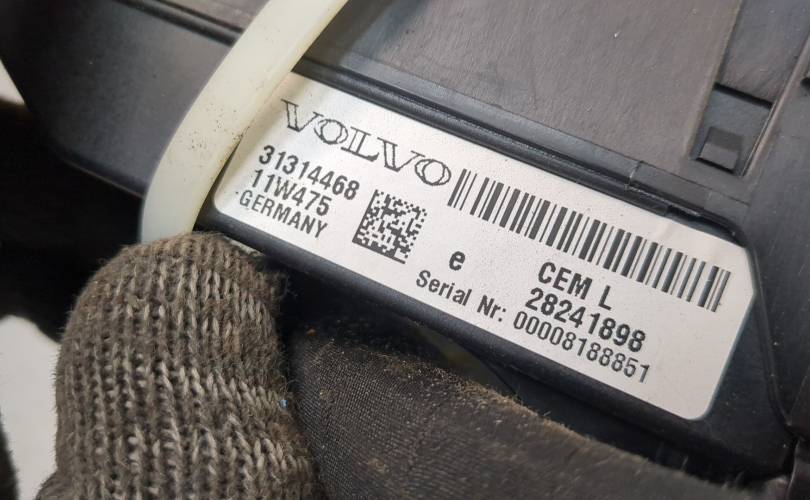 VOLVO
31314468
11W475
GERMANY
e
CEM L
28241898
Serial Nr: 00008188851